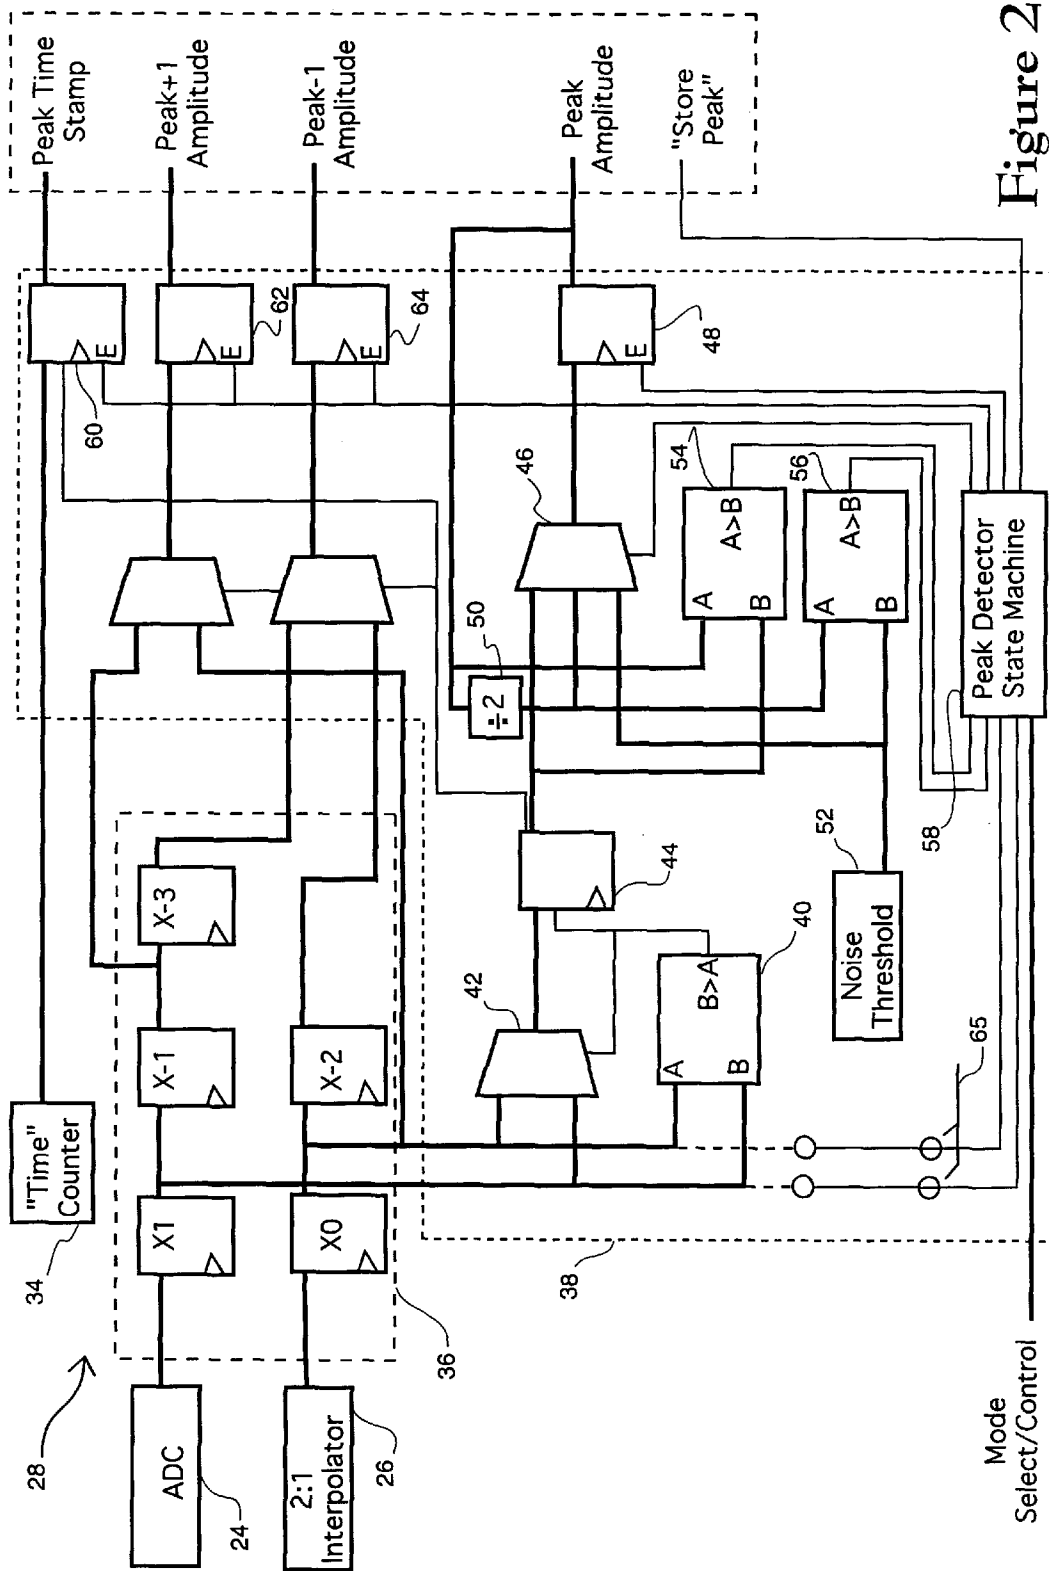 28
34
"Time"
Counter
Peak Time
Stamp
60
E
ADC
24
X1
X-1
X-3
Peak+1
Amplitude
62
E
2:1
Interpolator
26
X0
X-2
36
Peak-1
Amplitude
64
E
38
42
44
46
48
E
Peak
Amplitude
50
÷2
40
A
B
B>A
54
A
B
A>B
"Store
Peak"
52
Noise
Threshold
56
A
B
A>B
65
58
Peak Detector
State Machine
Mode
Select/Control
Figure 2